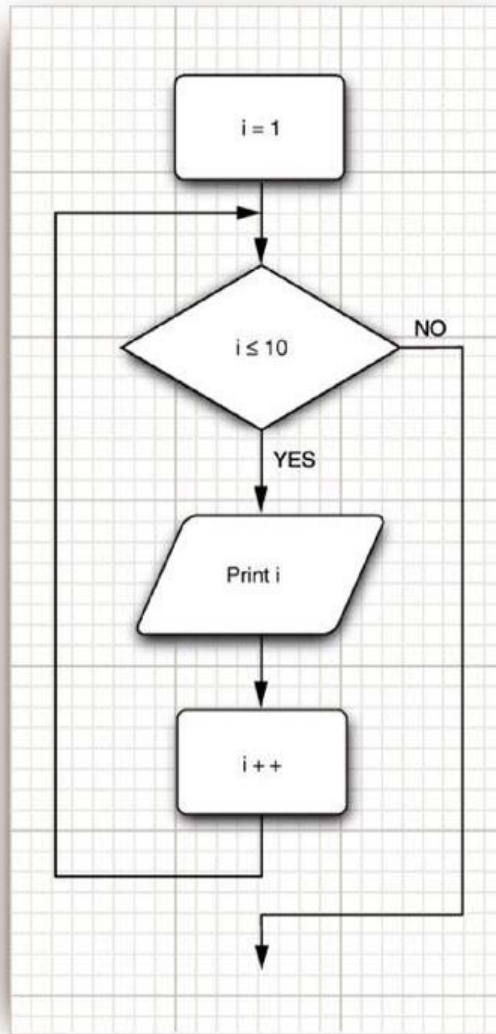 i = 1
i ≤ 10
NO
YES
Print i
i + +